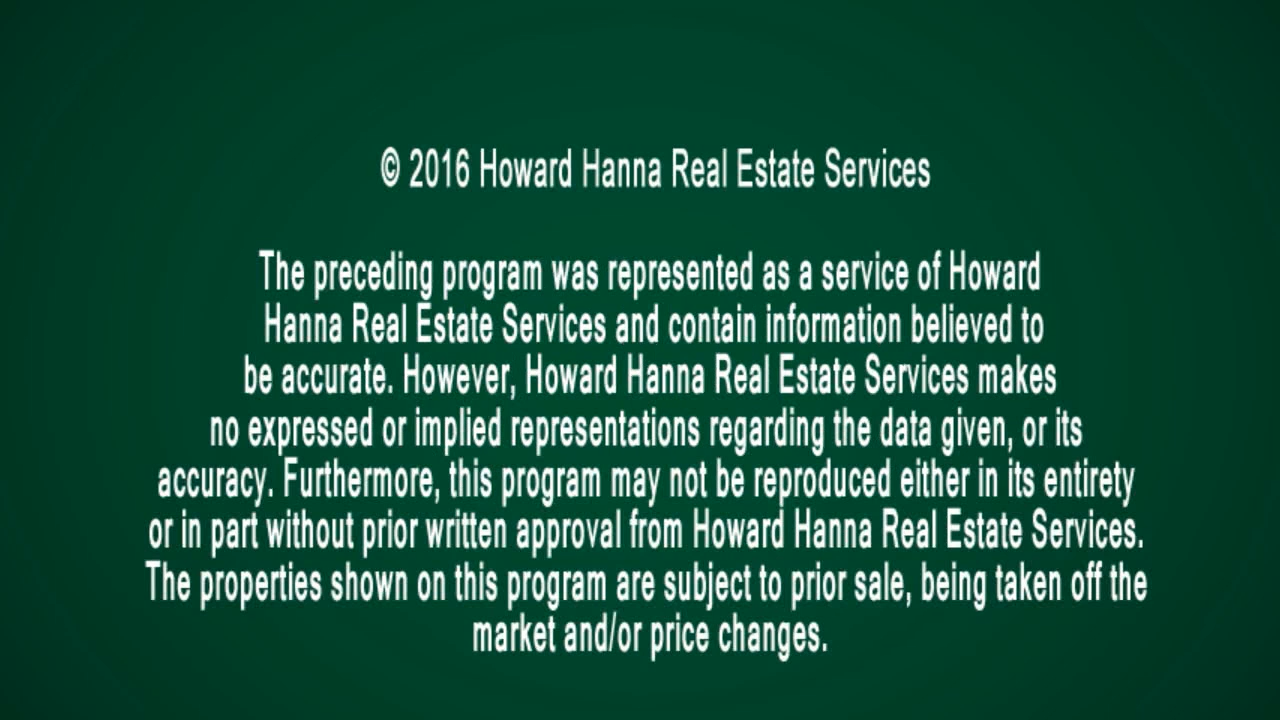 © 2016 Howard Hanna Real Estate Services
The preceding program was represented as a service of Howard
Hanna Real Estate Services and contain information believed to
be accurate. However, Howard Hanna Real Estate Services makes
no expressed or implied representations regarding the data given, or its
accuracy. Furthermore, this program may not be reproduced either in its entirety
or in part without prior written approval from Howard Hanna Real Estate Services.
The properties shown on this program are subject to prior sale, being taken off the
market and/or price changes.